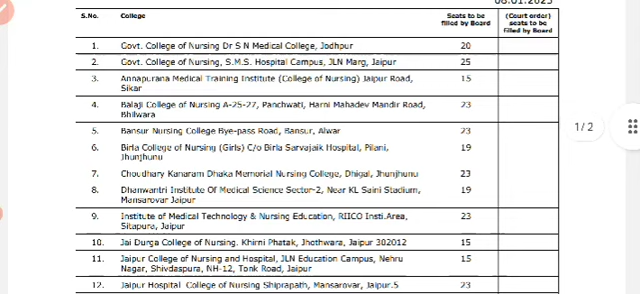 06.01.2025
S.No. College Seats to be filled by Board (Court order) seats to be filled by Board
1. Govt. College of Nursing Dr S N Medical College, Jodhpur 20
2. Govt. College of Nursing, S.M.S. Hospital Campus, JLN Marg, Jaipur 25
3. Annapurana Medical Training Institute (College of Nursing) Jaipur Road, 15
Sikar
4. Balaji College of Nursing A-25-27, Panchwati, Harni Mahadev Mandir Road, 23
Bhilwara
5. Bansur Nursing College Bye-pass Road, Bansur, Alwar 23
6. Birla College of Nursing (Girls) C/o Birla Sarvajaik Hospital, Pilani, 19
Jhunjhunu
7. Choudhary Kanaram Dhaka Memorial Nursing College, Dhigal, Jhunjhunu 23
8. Dhanwantri Institute Of Medical Science Sector-2, Near KL Saini Stadium, 19
Mansarovar Jaipur
9. Institute of Medical Technology & Nursing Education, RIICO Insti.Area, 23
Sitapura, Jaipur
10. Jai Durga College of Nursing. Khirni Phatak, Jhothwara, Jaipur 302012 15
11. Jaipur College of Nursing and Hospital, JLN Education Campus, Nehru 15
Nagar, Shivdaspura, NH-12, Tonk Road, Jaipur
12. Jaipur Hospital College of Nursing Shiprapath, Mansarovar, Jaipur.5 23
1/2